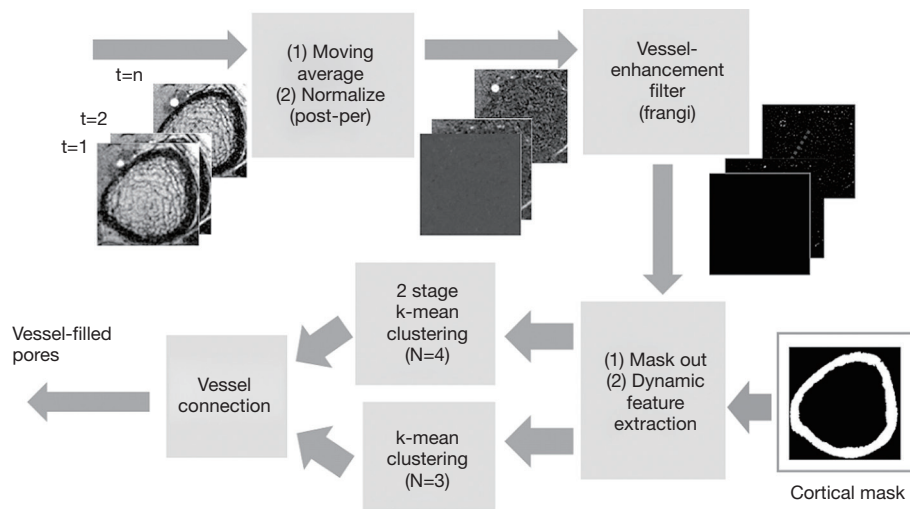 t=n
t=2
t=1
(1) Moving
average
(2) Normalize
(post-per)
Vessel-
enhancement
filter
(frangi)
2 stage
k-mean
clustering
(N=4)
Vessel-filled
pores
Vessel
connection
(1) Mask out
(2) Dynamic
feature
extraction
k-mean
clustering
(N=3)
Cortical mask